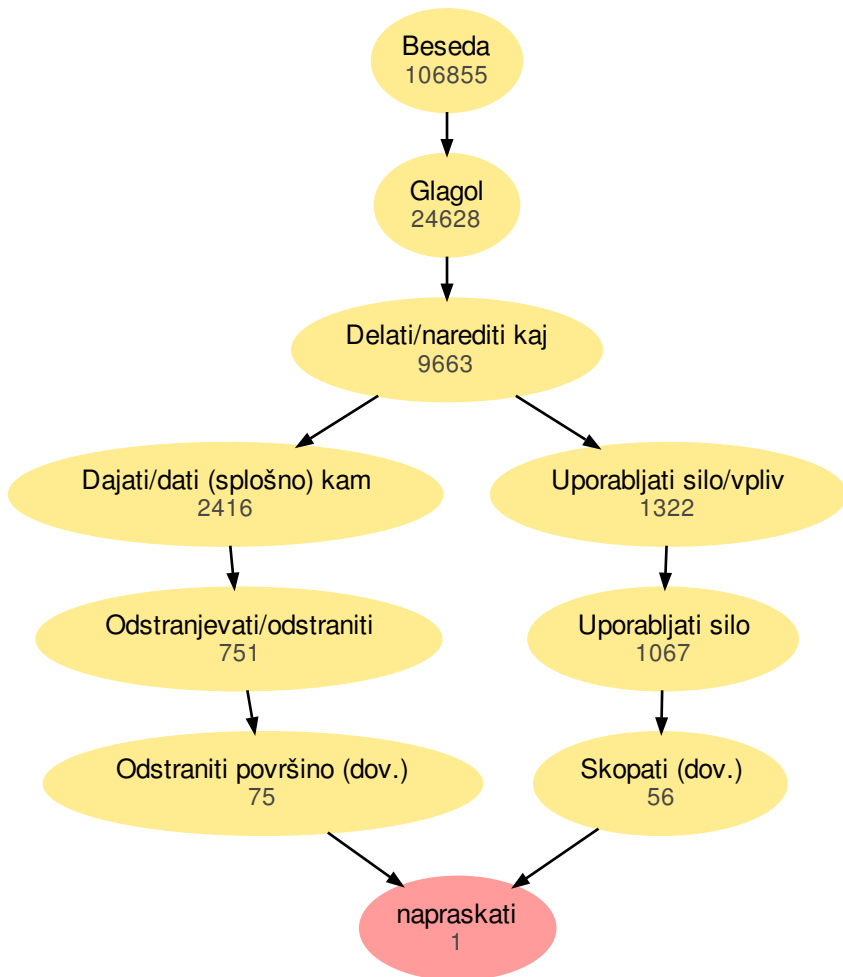 Beseda
106855
Glagol
24628
Delati/narediti kaj
9663
Dajati/dati (splošno) kam
2416
Uporabljati silo/vpliv
1322
Odstranjevati/odstraniti
751
Uporabljati silo
1067
Odstraniti površino (dov.)
75
Skopati (dov.)
56
napraskati
1